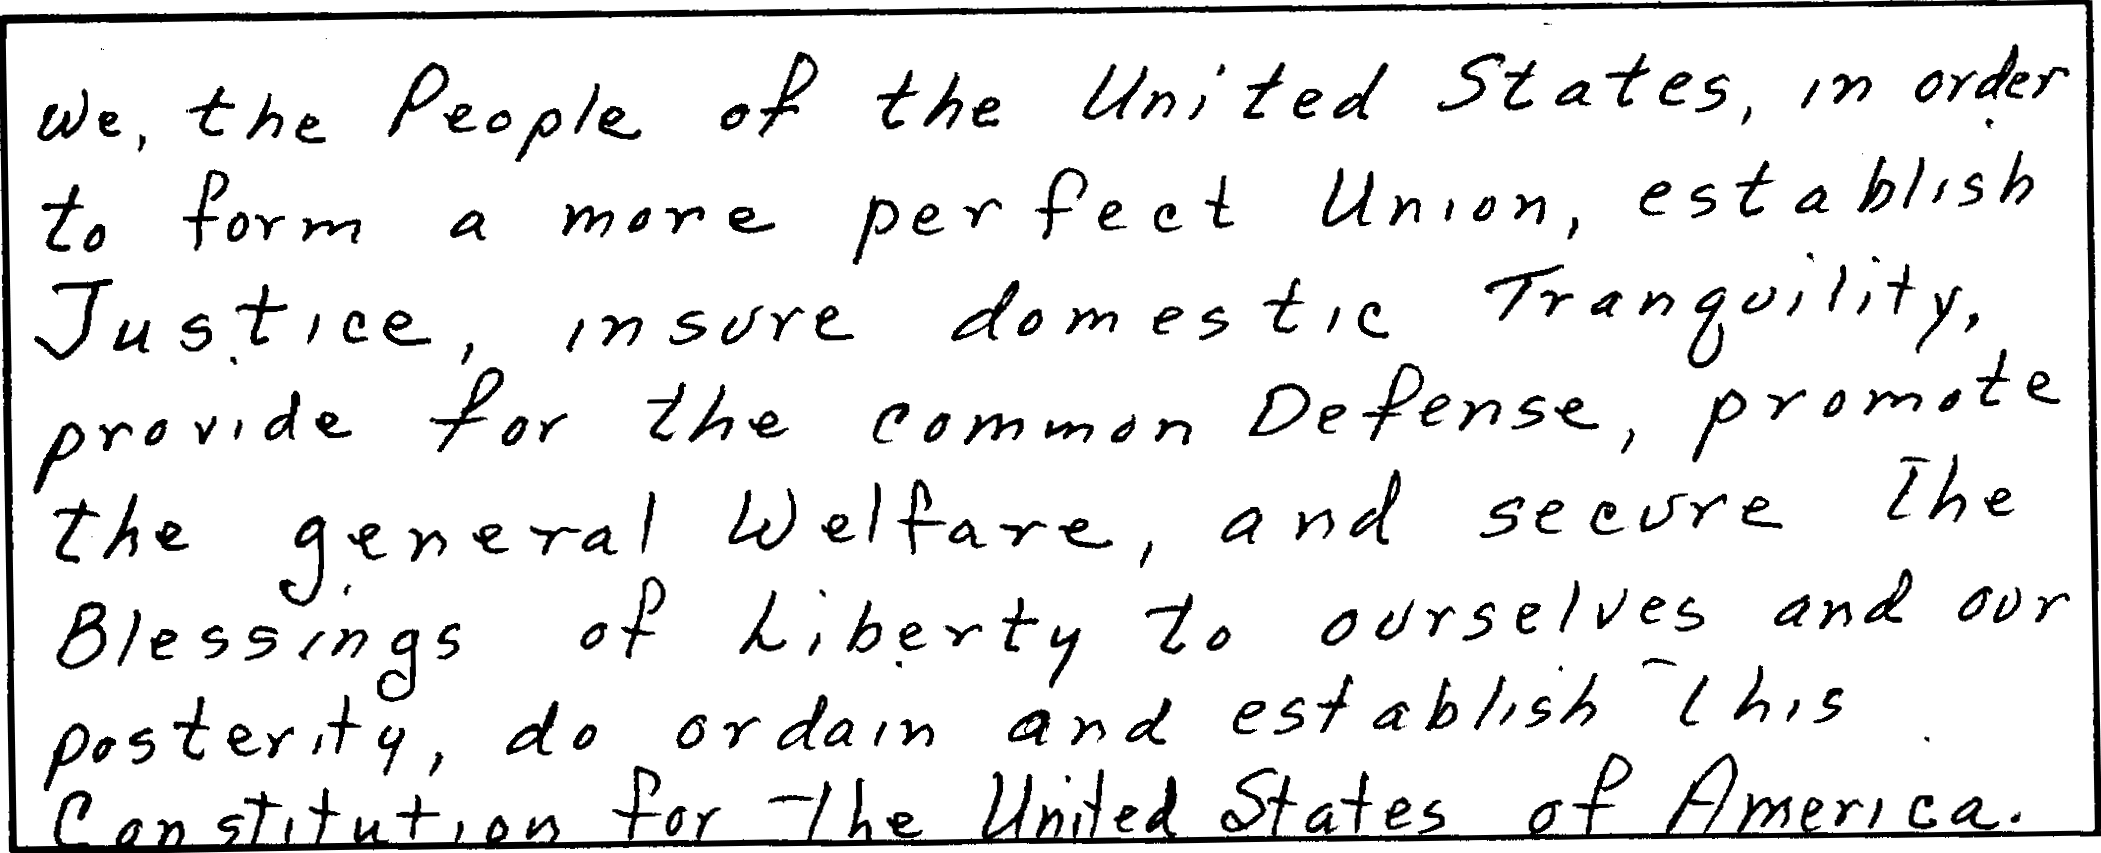 We, the People of the United States, in order
to form a more perfect Union, establish
Justice, insure domestic Tranquility,
provide for the common Defense, promote
the general Welfare, and secure the
Blessings of Liberty to ourselves and our
posterity, do ordain and establish this
Constitution for the United States of America.